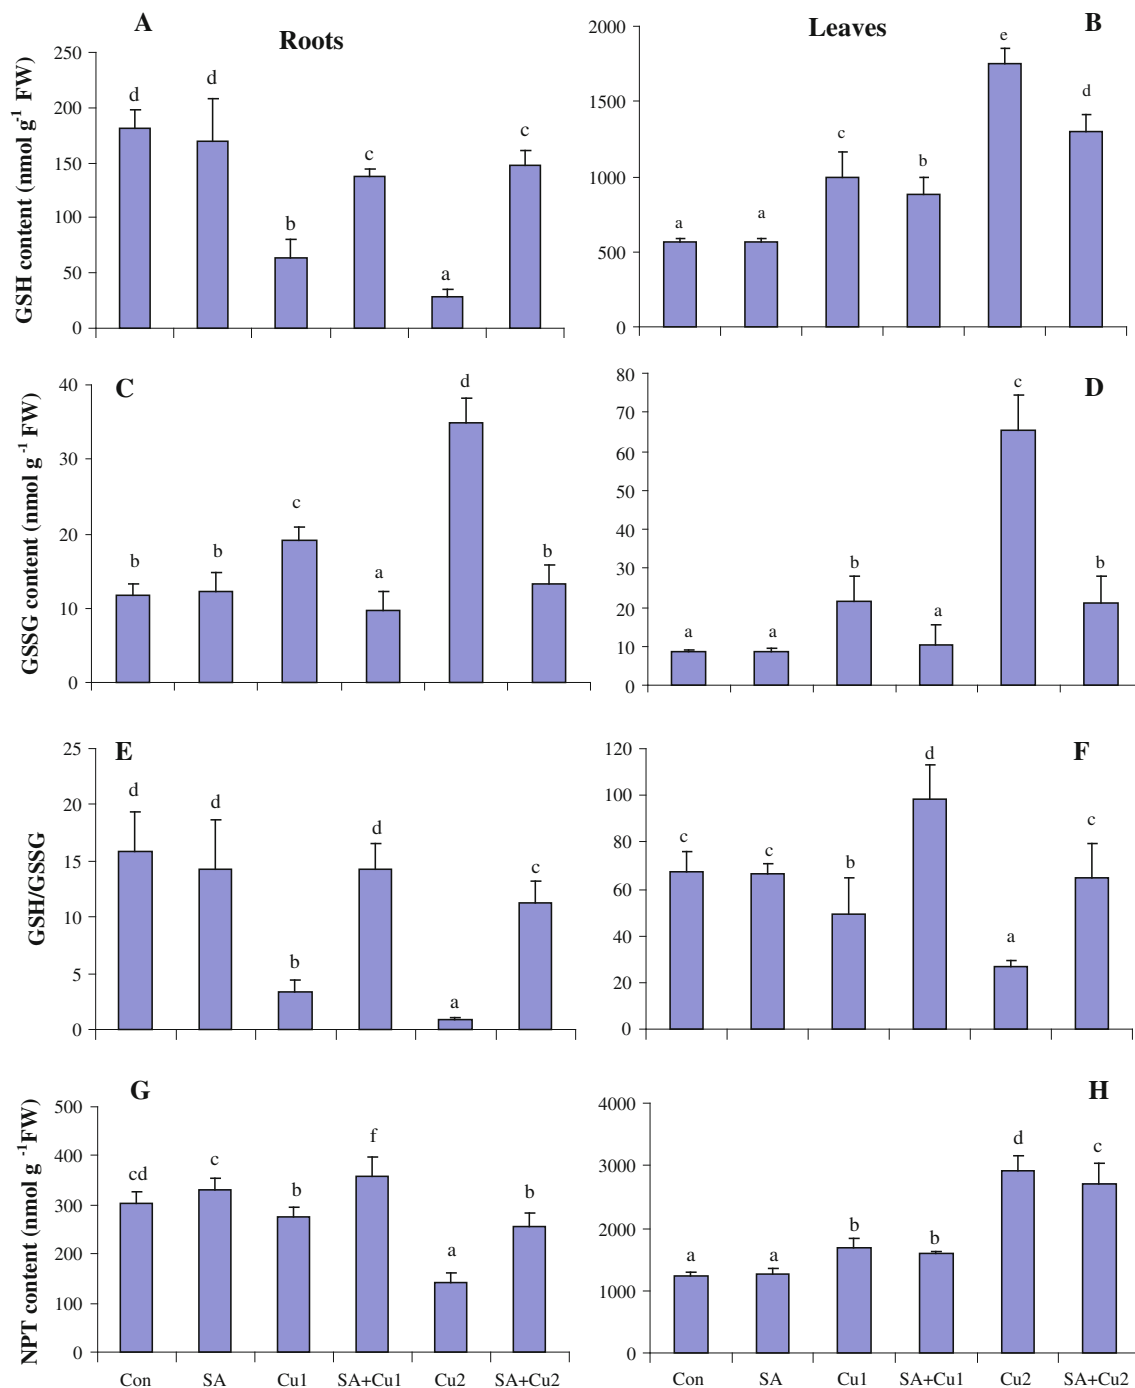 A
Roots
GSH content (nmol g-1 FW)
250
200
150
100
50
0
d
d
b
c
a
c
Leaves
B
2000
1500
1000
500
0
a
a
c
b
e
d
C
GSSG content (nmol g -1 FW)
40
30
20
10
0
b
b
c
a
d
b
D
80
70
60
50
40
30
20
10
0
a
a
b
a
c
b
E
GSH/GSSG
25
20
15
10
5
0
d
d
b
d
a
c
F
120
100
80
60
40
20
0
c
c
b
d
a
c
G
NPT content (nmol g -1FW)
500
400
300
200
100
0
cd
c
b
f
a
b
Con SA Cu1 SA+Cu1 Cu2 SA+Cu2
H
4000
3000
2000
1000
0
a
a
b
b
d
c
Con SA Cu1 SA+Cu1 Cu2 SA+Cu2